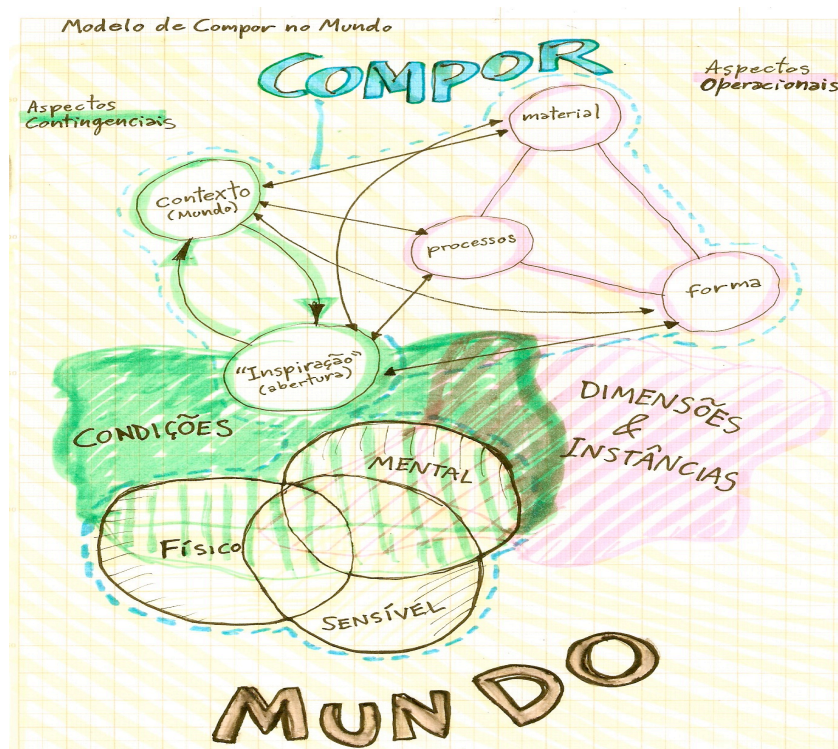 Modelo de Compor no Mundo
COMPOR
Aspectos
Operacionais
Aspectos
Contingenciais
material
contexto
(Mundo)
processos
forma
"Inspiração"
(abertura)
CONDIÇÕES
DIMENSÕES
&
INSTÂNCIAS
MENTAL
Físico
SENSÍVEL
MUNDO